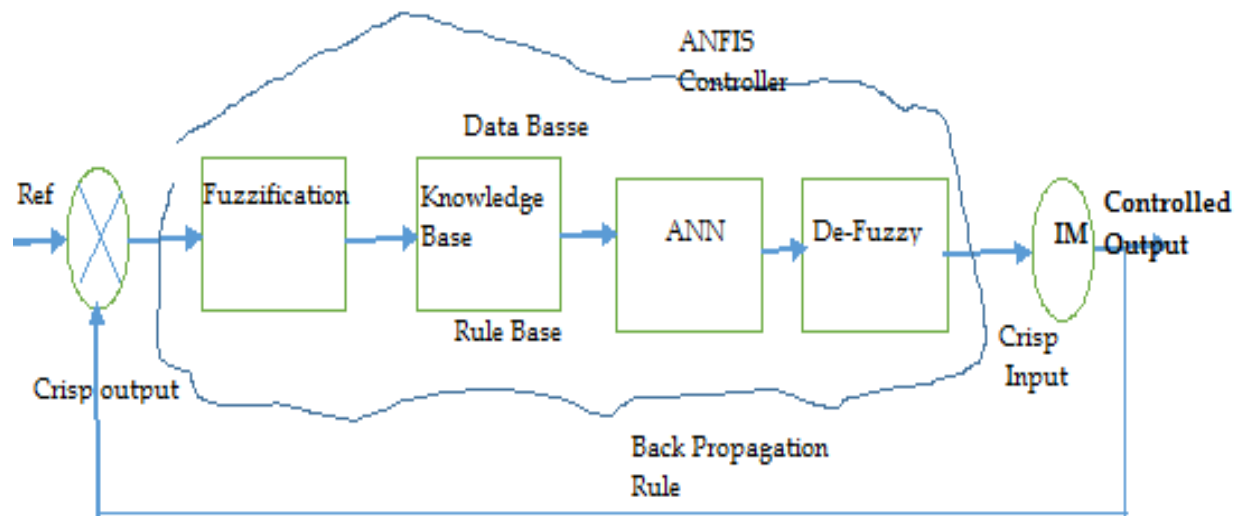 ANFIS
Controller
Data Basse
Ref
Fuzzification
Knowledge
Base
ANN
De-Fuzzy
IM
Controlled
Output
Rule Base
Crisp
Input
Crisp output
Back Propagation
Rule